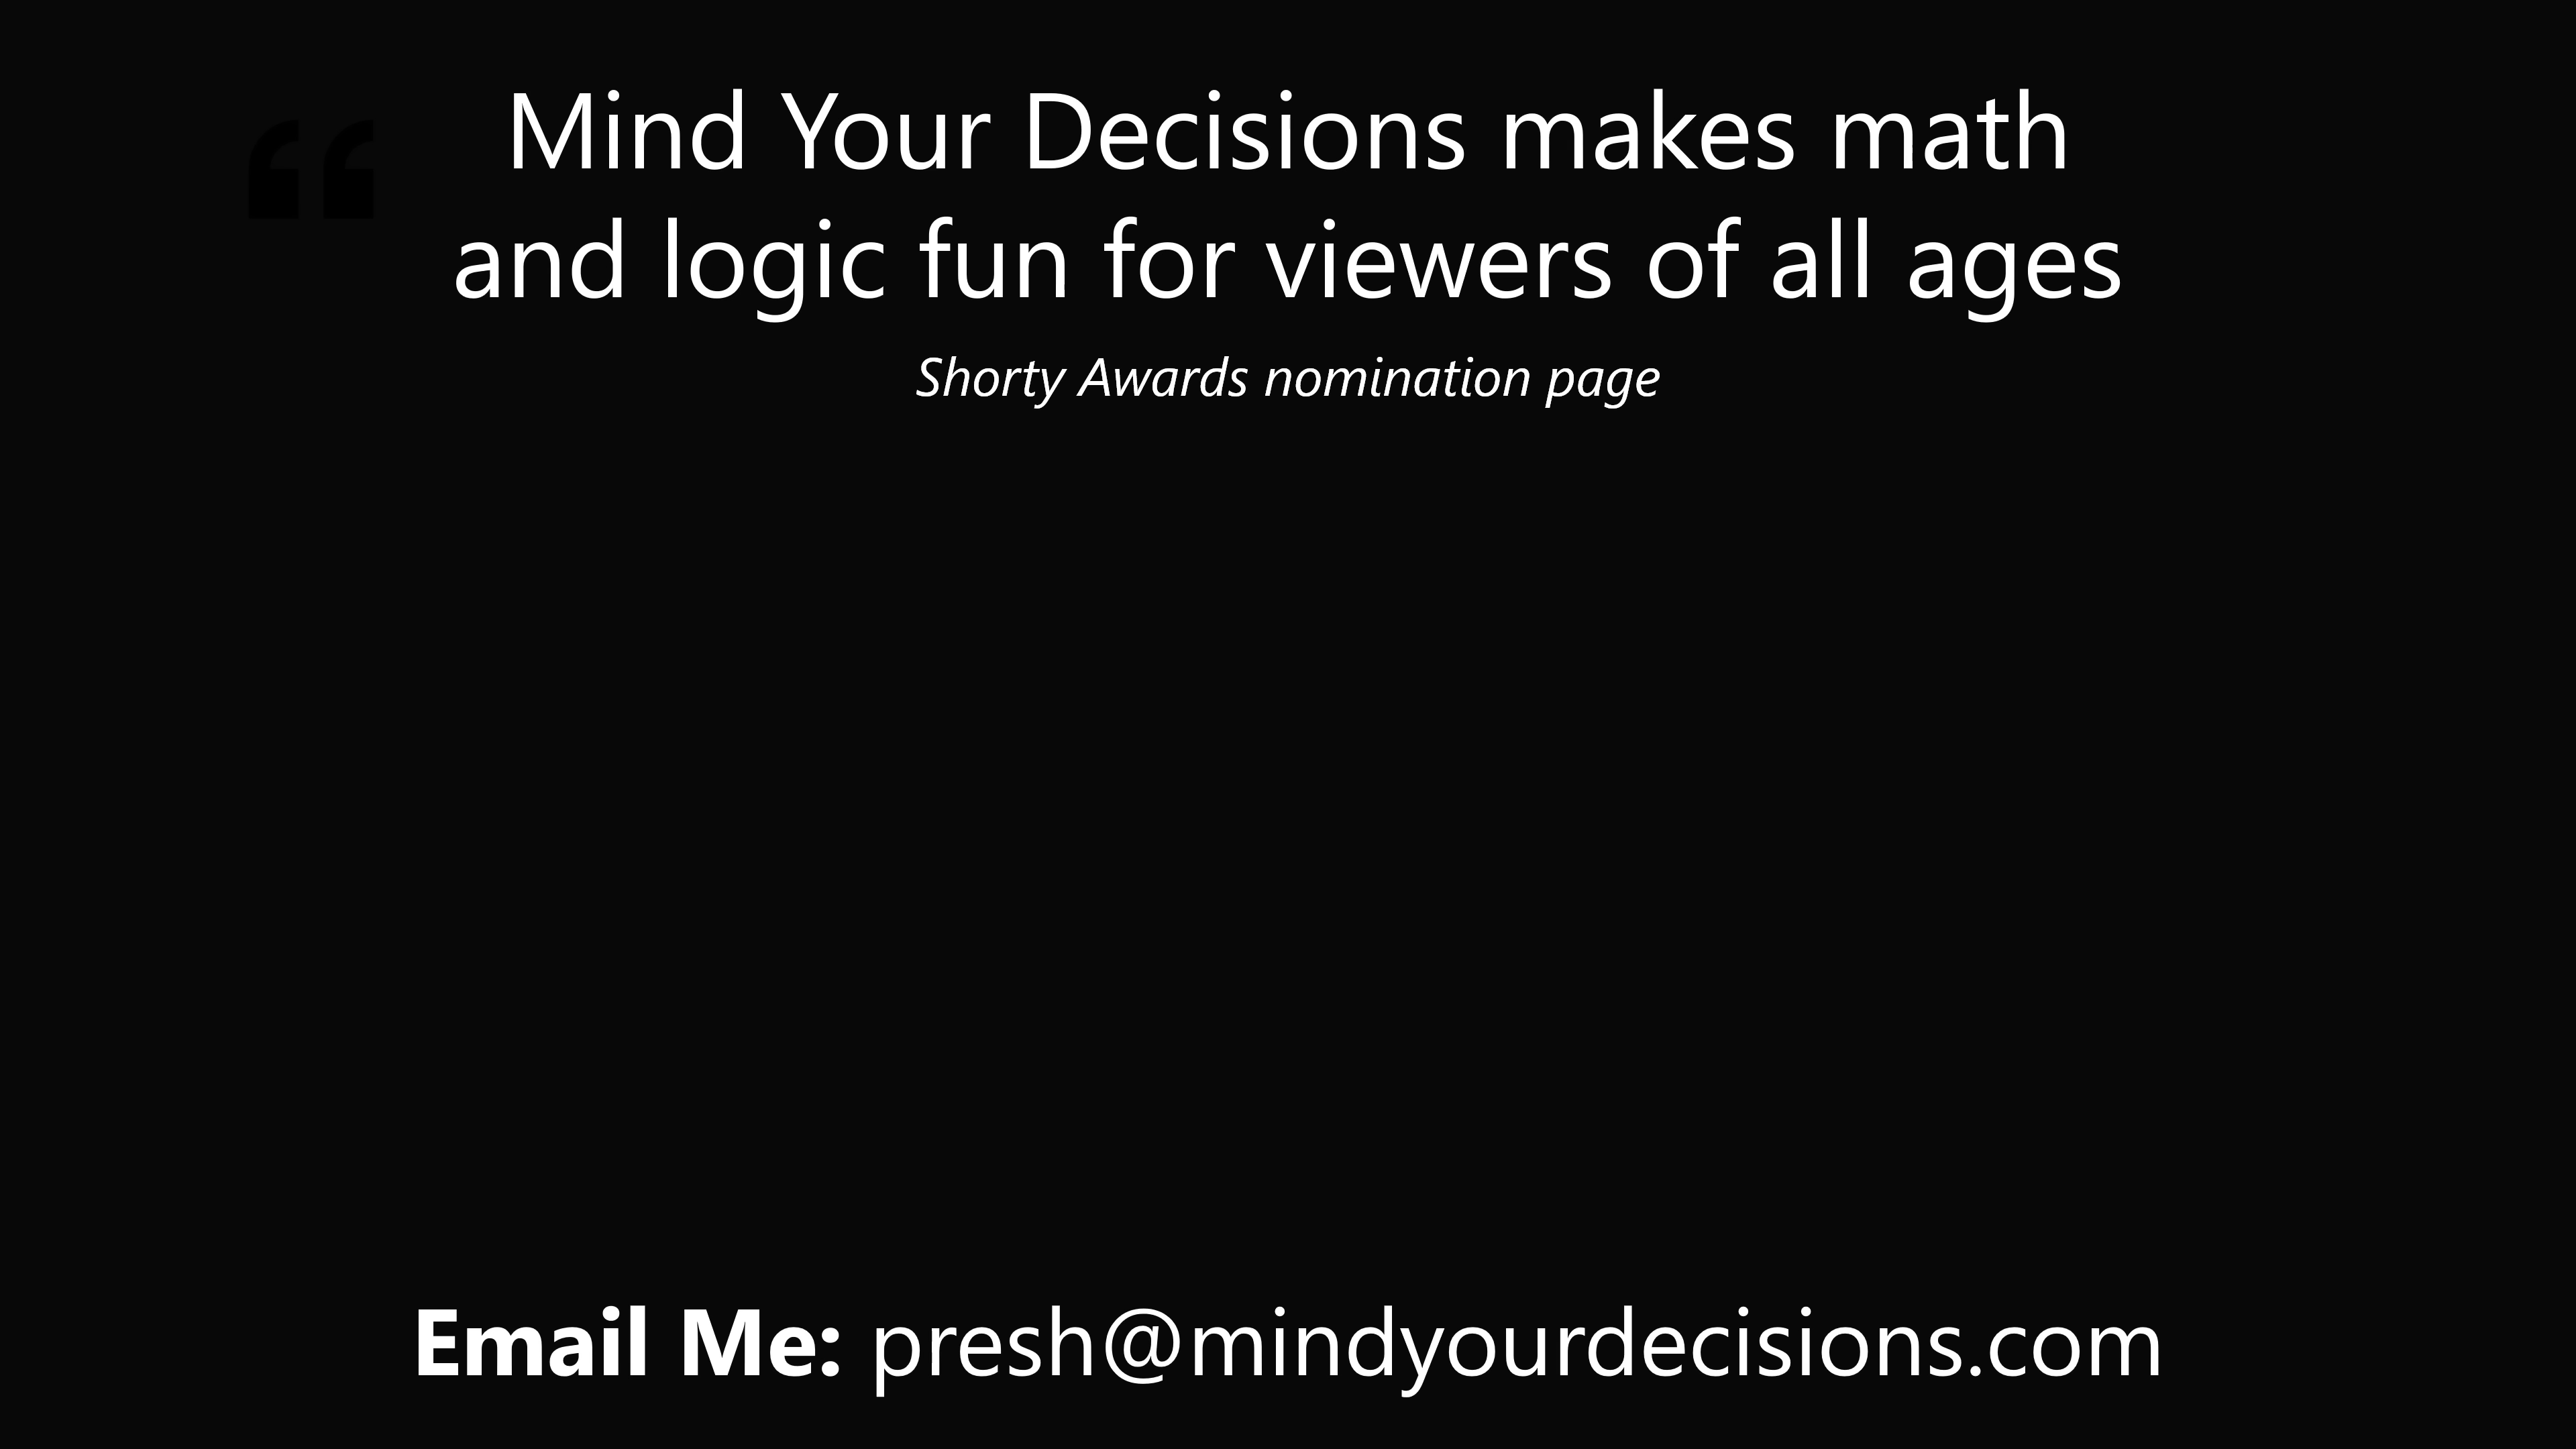 “
Mind Your Decisions makes math
and logic fun for viewers of all ages
Shorty Awards nomination page
Email Me: presh@mindyourdecisions.com